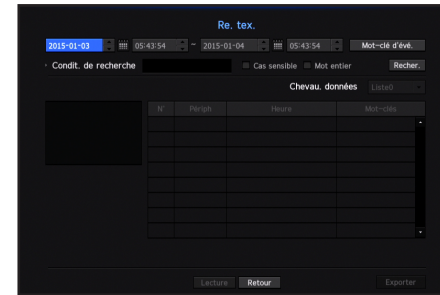 Re. tex.
2015-01-03 05:43:54 ~ 2015-01-04 05:43:54 Mot-clé d'évé.
· Condit. de recherche Cas sensible Mot entier Recher.
Chevau. données Liste0
N° Périph Heure Mot-clés
Lecture Retour Exporter